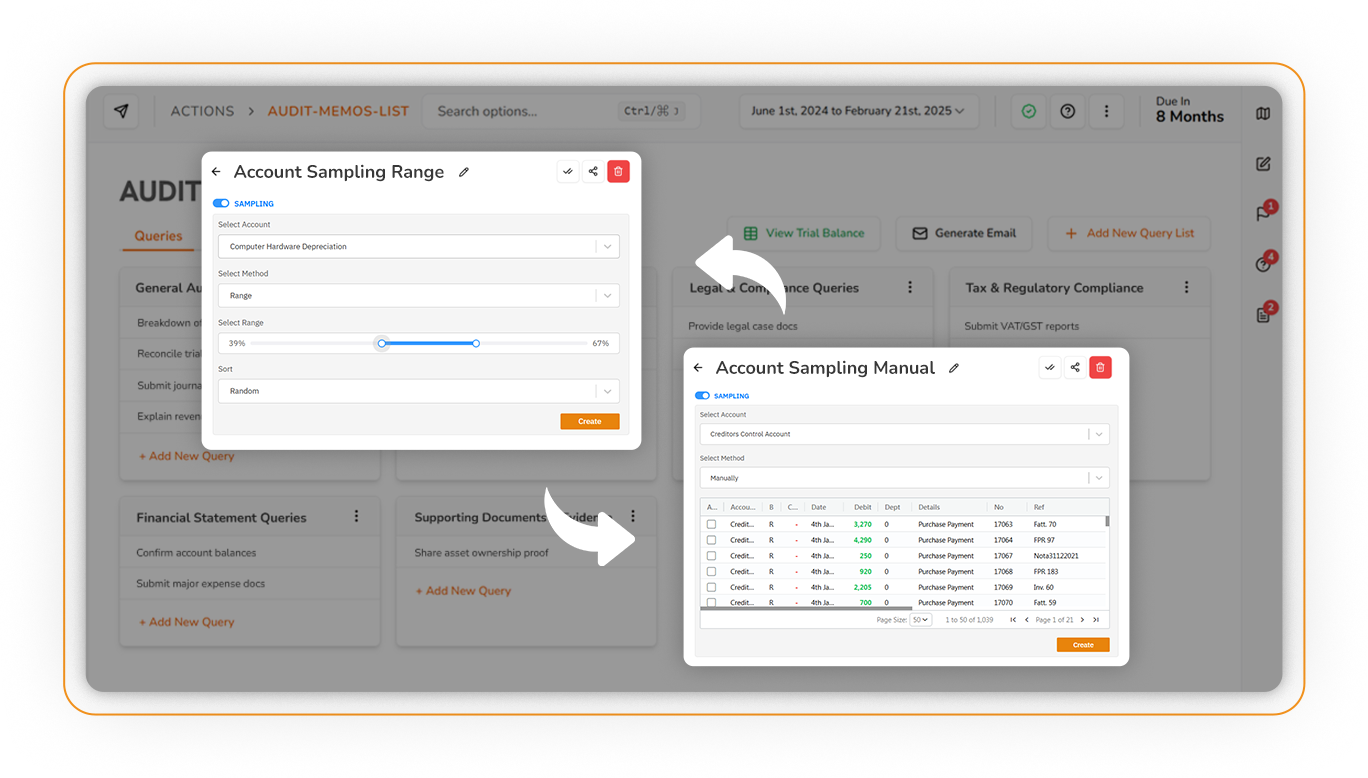 ACTIONS > AUDIT-MEMOS-LIST
Search options...
Ctrl/⌘ J
June 1st, 2024 to February 21st, 2025
Due In
8 Months
1
4
2
AUDIT
Queries
View Trial Balance
Generate Email
+ Add New Query List
General Au
Breakdown of
Reconcile trial
Submit journa
Explain reven
+ Add New Query
Legal & Compliance Queries
Provide legal case docs
Tax & Regulatory Compliance
Submit VAT/GST reports
Financial Statement Queries
Confirm account balances
Submit major expense docs
+ Add New Query
Supporting Documents
Share asset ownership proof
+ Add New Query
Account Sampling Range
SAMPLING
Select Account
Computer Hardware Depreciation
Select Method
Range
Select Range
39% 67%
Sort
Random
Create
Account Sampling Manual
SAMPLING
Select Account
Creditors Control Account
Select Method
Manually
A... Accou... B C... Date Debit Dept Details No Ref
Credit... R - 4th Ja... 3,270 0 Purchase Payment 17063 Fatt. 70
Credit... R - 4th Ja... 4,290 0 Purchase Payment 17064 FPR 97
Credit... R - 4th Ja... 250 0 Purchase Payment 17067 Nota31122021
Credit... R - 4th Ja... 920 0 Purchase Payment 17068 FPR 183
Credit... R - 4th Ja... 2,205 0 Purchase Payment 17069 Inv. 60
Credit... R - 4th Ja... 700 0 Purchase Payment 17070 Fatt. 59
Page Size: 50 1 to 50 of 1,039 Page 1 of 21
Create